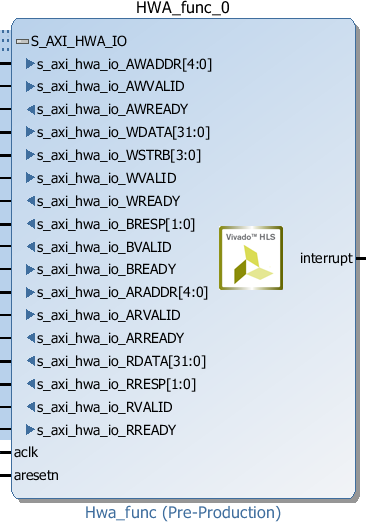 HWA_func_0
S_AXI_HWA_IO
s_axi_hwa_io_AWADDR[4:0]
s_axi_hwa_io_AWVALID
s_axi_hwa_io_AWREADY
s_axi_hwa_io_WDATA[31:0]
s_axi_hwa_io_WSTRB[3:0]
s_axi_hwa_io_WVALID
s_axi_hwa_io_WREADY
s_axi_hwa_io_BRESP[1:0]
s_axi_hwa_io_BVALID
s_axi_hwa_io_BREADY
s_axi_hwa_io_ARADDR[4:0]
s_axi_hwa_io_ARVALID
s_axi_hwa_io_ARREADY
s_axi_hwa_io_RDATA[31:0]
s_axi_hwa_io_RRESP[1:0]
s_axi_hwa_io_RVALID
s_axi_hwa_io_RREADY
aclk
aresetn
Vivado™ HLS
interrupt
Hwa_func (Pre-Production)